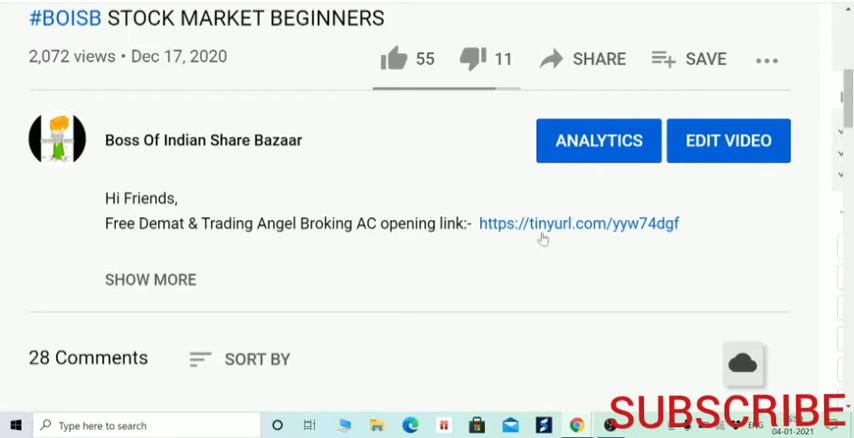 #BOISB STOCK MARKET BEGINNERS
2,072 views • Dec 17, 2020
55
11
SHARE
SAVE
Boss Of Indian Share Bazaar
ANALYTICS
EDIT VIDEO
Hi Friends,
Free Demat & Trading Angel Broking AC opening link:- https://tinyurl.com/yyw74dgf
SHOW MORE
28 Comments
SORT BY
SUBSCRIBE
Type here to search
ENG
04-01-2021